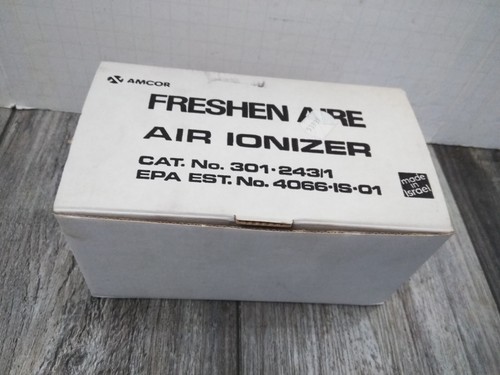 AMCOR
FRESHEN AIRE
AIR IONIZER
CAT. No. 301-243/1
EPA EST. No. 4066-IS-01
made
in
Israel